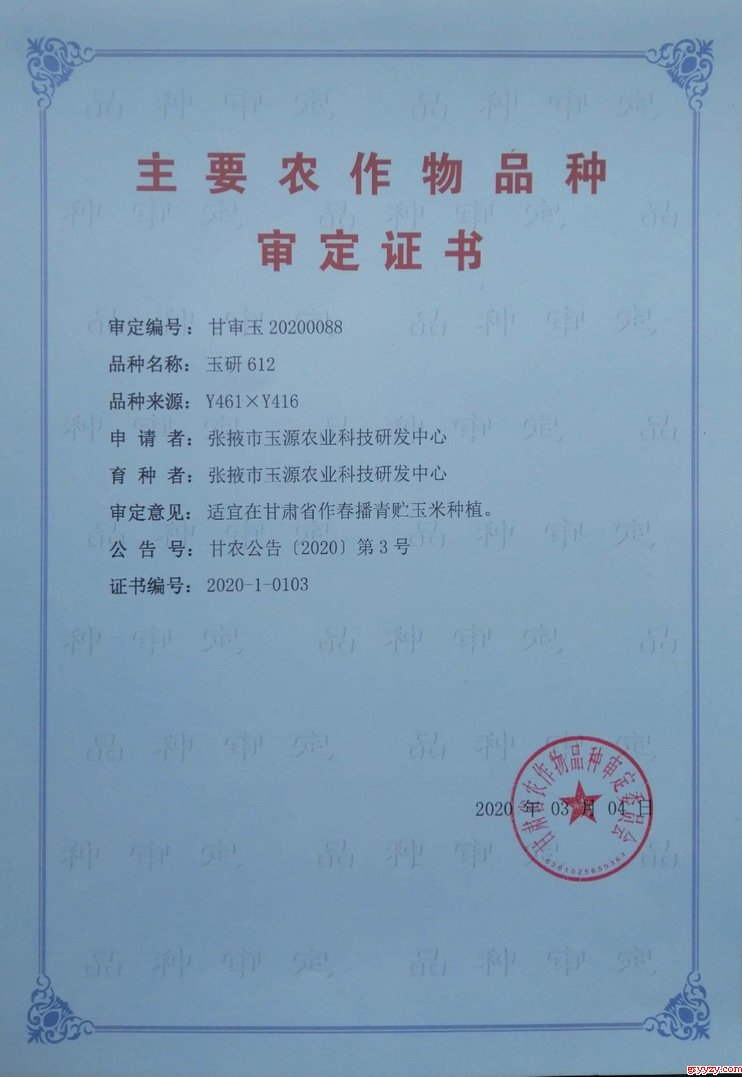 主要农作物品种
审定证书
审定编号：甘审玉20200088
品种名称：玉研612
品种来源：Y461×Y416
申请者：张掖市玉源农业科技研发中心
育种者：张掖市玉源农业科技研发中心
审定意见：适宜在甘肃省作春播青贮玉米种植。
公告号：甘农公告〔2020〕第3号
证书编号：2020-1-0103
甘肃省农作物品种审定委员会
2020年03月04日
gsyyzy.com